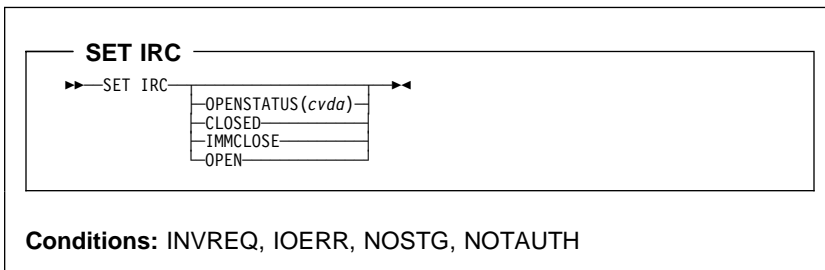 SET IRC
►►—SET IRC—►◄
OPENSTATUS(cvda)
CLOSED
IMMCLOSE
OPEN
Conditions: INVREQ, IOERR, NOSTG, NOTAUTH